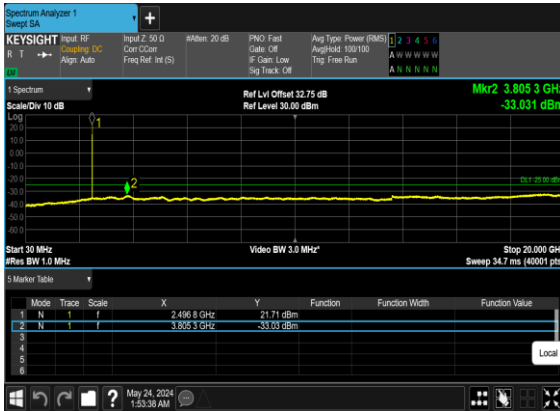 Spectrum Analyzer 1
Swept SA
+
KEYSIGHT Input: RF Input Z: 50 Ω #Atten: 20 dB PNO: Fast Avg Type: Power (RMS) 1 2 3 4 5 6
R T Coupling: DC Corr CCorr Gate: Off Avg|Hold: 100/100 A W W W W W
Align: Auto Freq Ref: Int (S) IF Gain: Low Trig: Free Run
Sig Track: Off A N N N N N
1 Spectrum
Scale/Div 10 dB
Ref Lvl Offset 32.75 dB
Ref Level 30.00 dBm
Mkr2 3.805 3 GHz
-33.031 dBm
Log
20.0
10.0
0.00
-10.0
-20.0
-30.0
-40.0
-50.0
-60.0
1
2
DL1 -25.00 dBm
Start 30 MHz Video BW 3.0 MHz* Stop 20.000 GHz
#Res BW 1.0 MHz Sweep 34.7 ms (40001 pts)
5 Marker Table
Mode Trace Scale X Y Function Function Width Function Value
1 N 1 f 2.496 8 GHz 21.71 dBm
2 N 1 f 3.805 3 GHz -33.03 dBm
3
4
5
6
Local
? May 24, 2024
1:53:38 AM